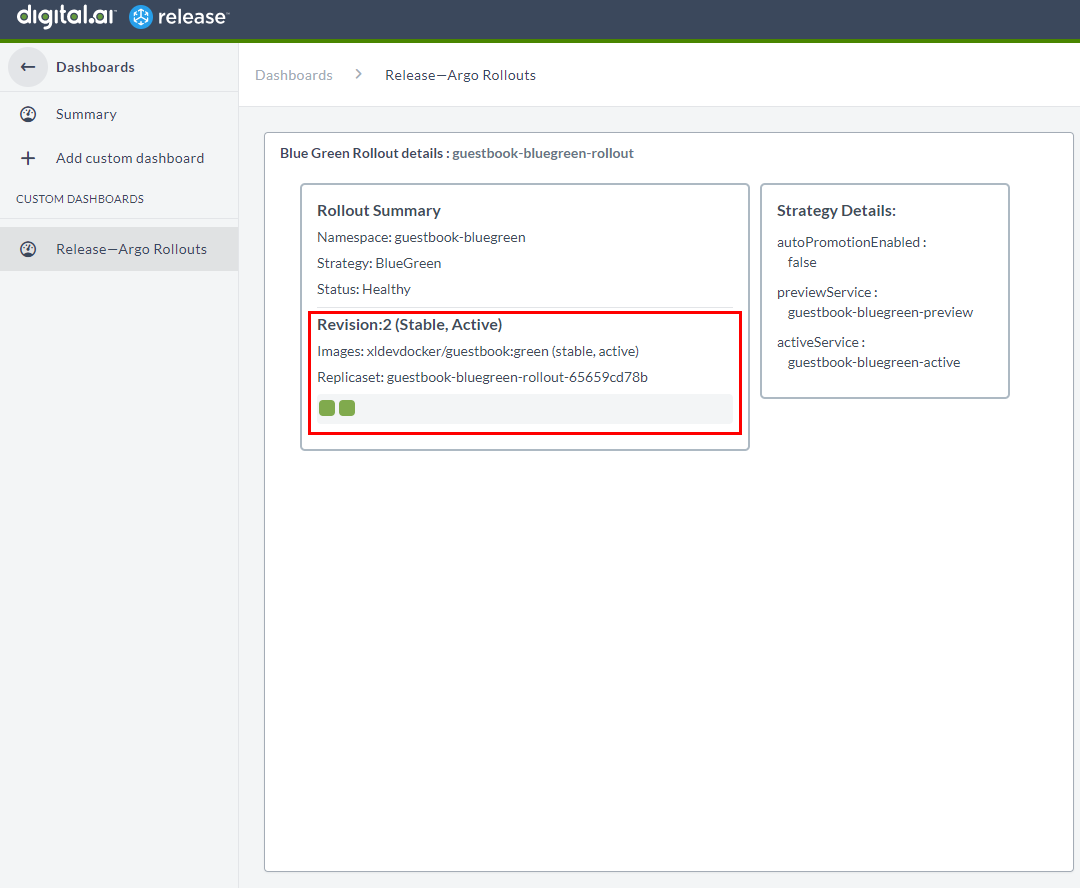 digital.ai™ release™
Dashboards
Summary
Add custom dashboard
CUSTOM DASHBOARDS
Release—Argo Rollouts
Dashboards > Release—Argo Rollouts
Blue Green Rollout details : guestbook-bluegreen-rollout
Rollout Summary
Namespace: guestbook-bluegreen
Strategy: BlueGreen
Status: Healthy
Revision:2 (Stable, Active)
Images: xldevdocker/guestbook:green (stable, active)
Replicaset: guestbook-bluegreen-rollout-65659cd78b
Strategy Details:
autoPromotionEnabled :
false
previewService :
guestbook-bluegreen-preview
activeService :
guestbook-bluegreen-active